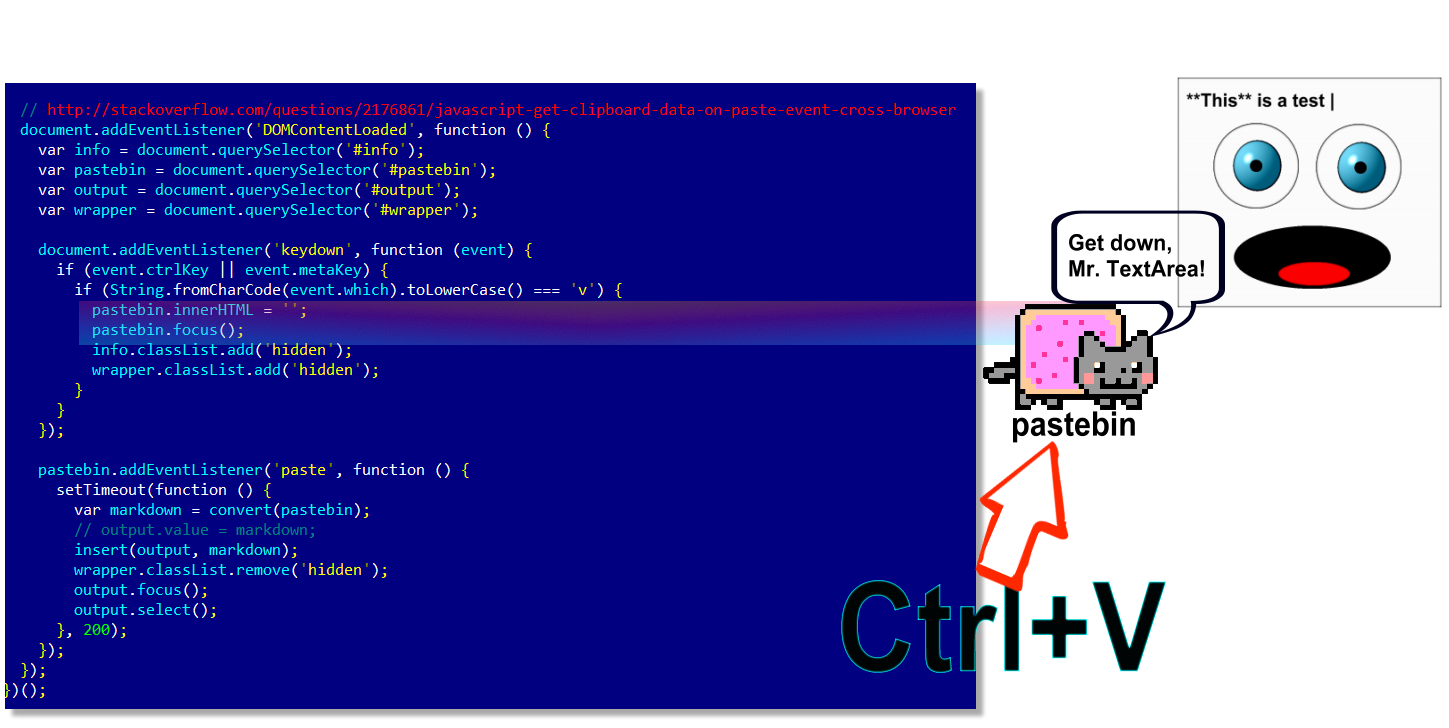 // http://stackoverflow.com/questions/2176861/javascript-get-clipboard-data-on-paste-event-cross-browser
document.addEventListener('DOMContentLoaded', function () {
var info = document.querySelector('#info');
var pastebin = document.querySelector('#pastebin');
var output = document.querySelector('#output');
var wrapper = document.querySelector('#wrapper');
document.addEventListener('keydown', function (event) {
if (event.ctrlKey || event.metaKey) {
if (String.fromCharCode(event.which).toLowerCase() === 'v') {
pastebin.innerHTML = '';
pastebin.focus();
info.classList.add('hidden');
wrapper.classList.add('hidden');
}
}
});
pastebin.addEventListener('paste', function () {
setTimeout(function () {
var markdown = convert(pastebin);
// output.value = markdown;
insert(output, markdown);
wrapper.classList.remove('hidden');
output.focus();
output.select();
}, 200);
});
});
})();
**This** is a test |
Get down,
Mr. TextArea!
pastebin
Ctrl+V